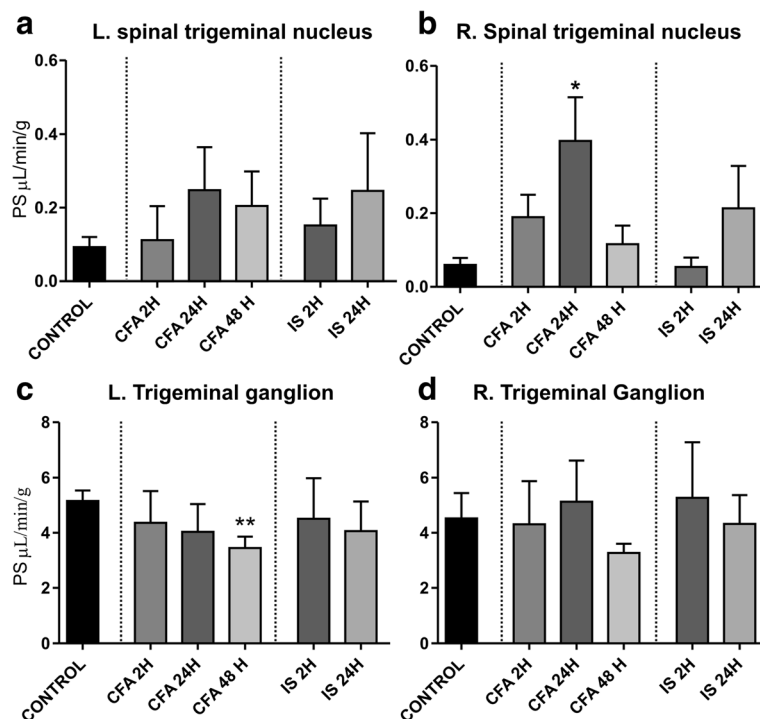 a L. spinal trigeminal nucleus
0.6
0.4
0.2
0.0
PS μL/min/g
CONTROL
CFA 2H
CFA 24H
CFA 48 H
IS 2H
IS 24H
b R. Spinal trigeminal nucleus
0.6
0.4
0.2
0.0
*
CONTROL
CFA 2H
CFA 24H
CFA 48 H
IS 2H
IS 24H
c L. Trigeminal ganglion
8
6
4
2
0
PS μL/min/g
**
CONTROL
CFA 2H
CFA 24H
CFA 48 H
IS 2H
IS 24H
d R. Trigeminal Ganglion
8
6
4
2
0
CONTROL
CFA 2H
CFA 24H
CFA 48 H
IS 2H
IS 24H